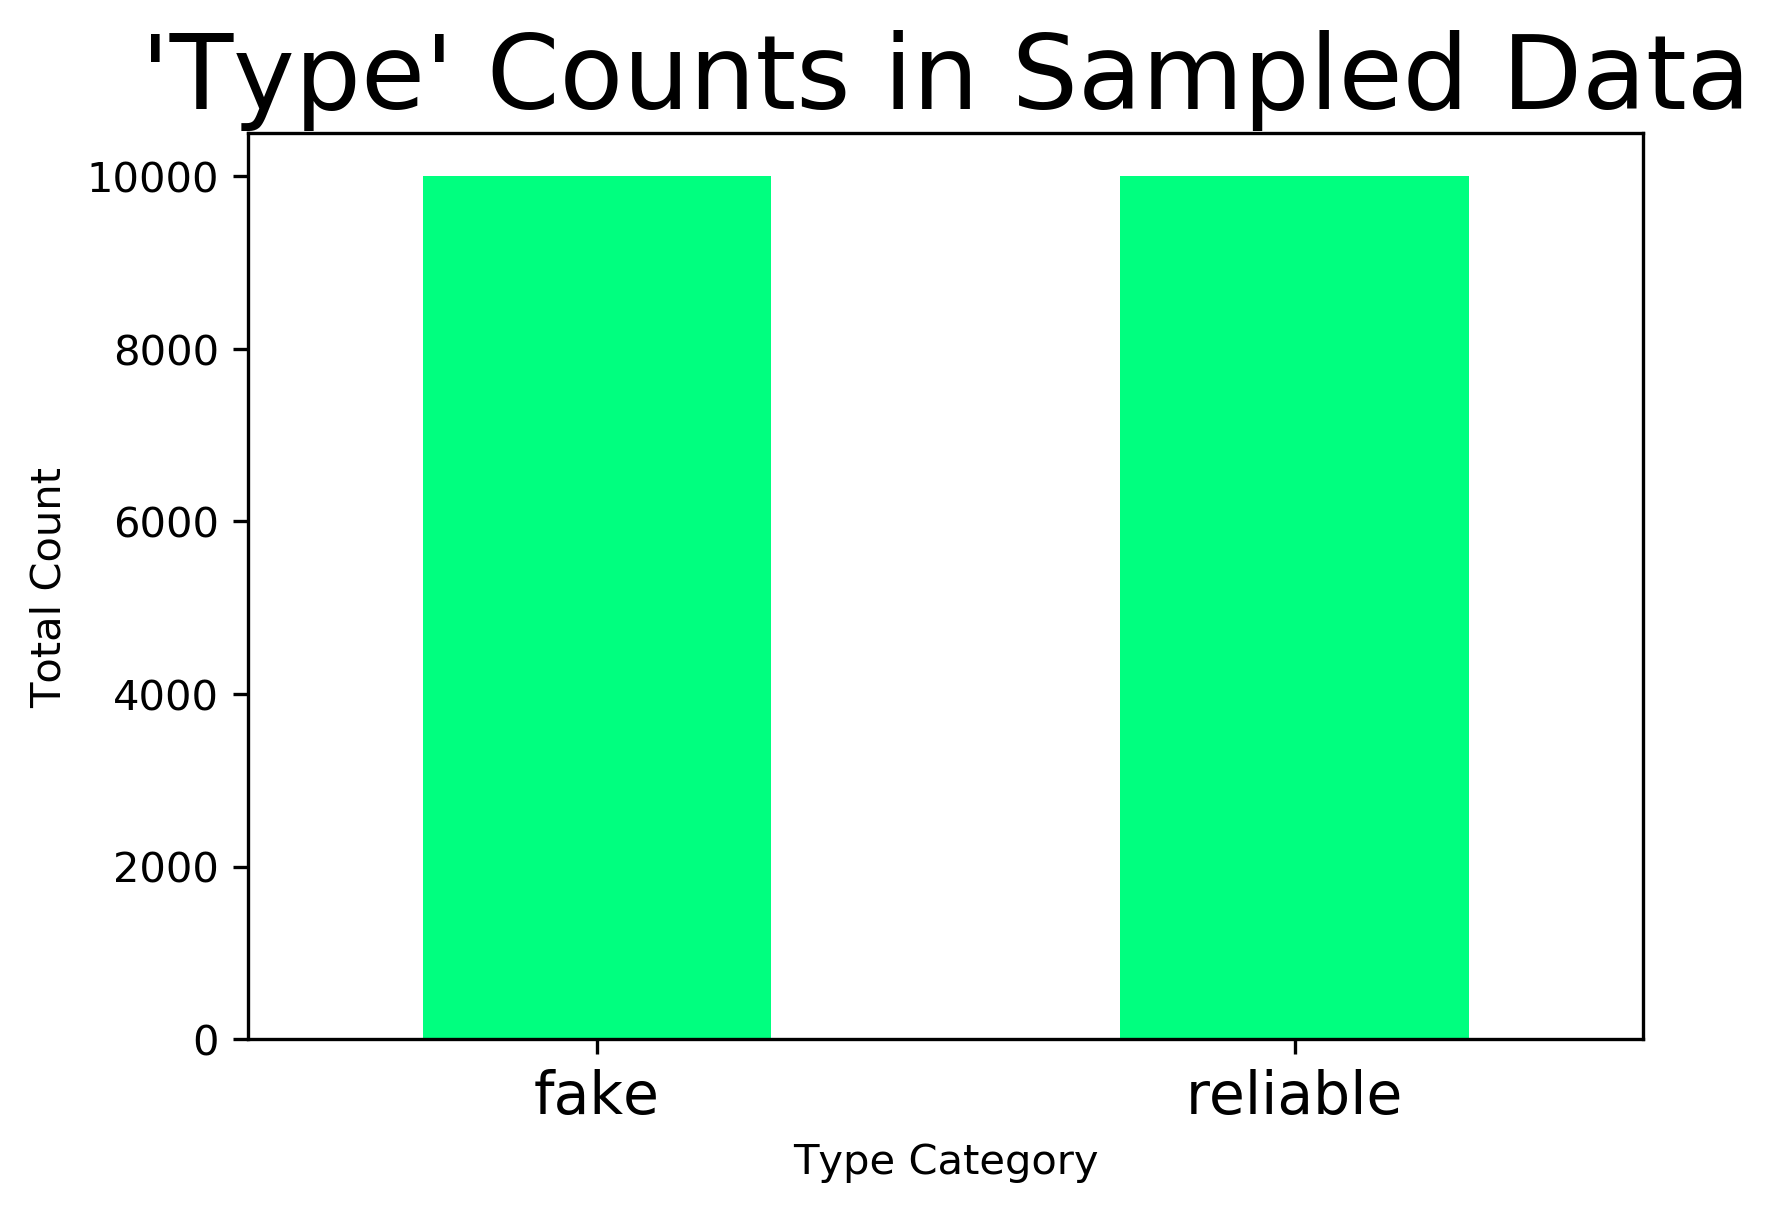 'Type' Counts in Sampled Data
10000
8000
6000
4000
2000
0
Total Count
fake reliable
Type Category